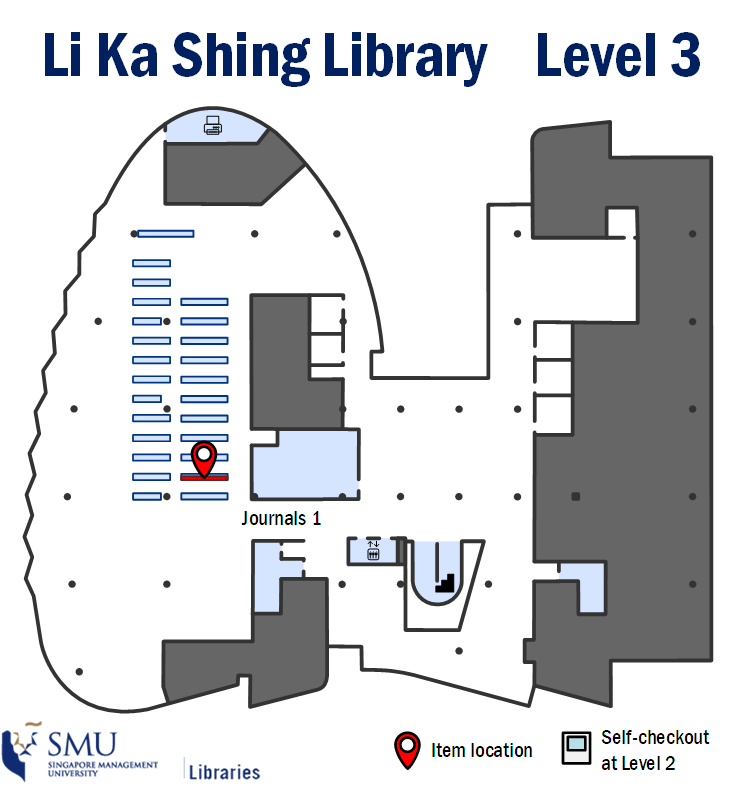 Li Ka Shing Library Level 3
Journals 1
Item location
Self-checkout
at Level 2
SMU
SINGAPORE MANAGEMENT
UNIVERSITY
Libraries